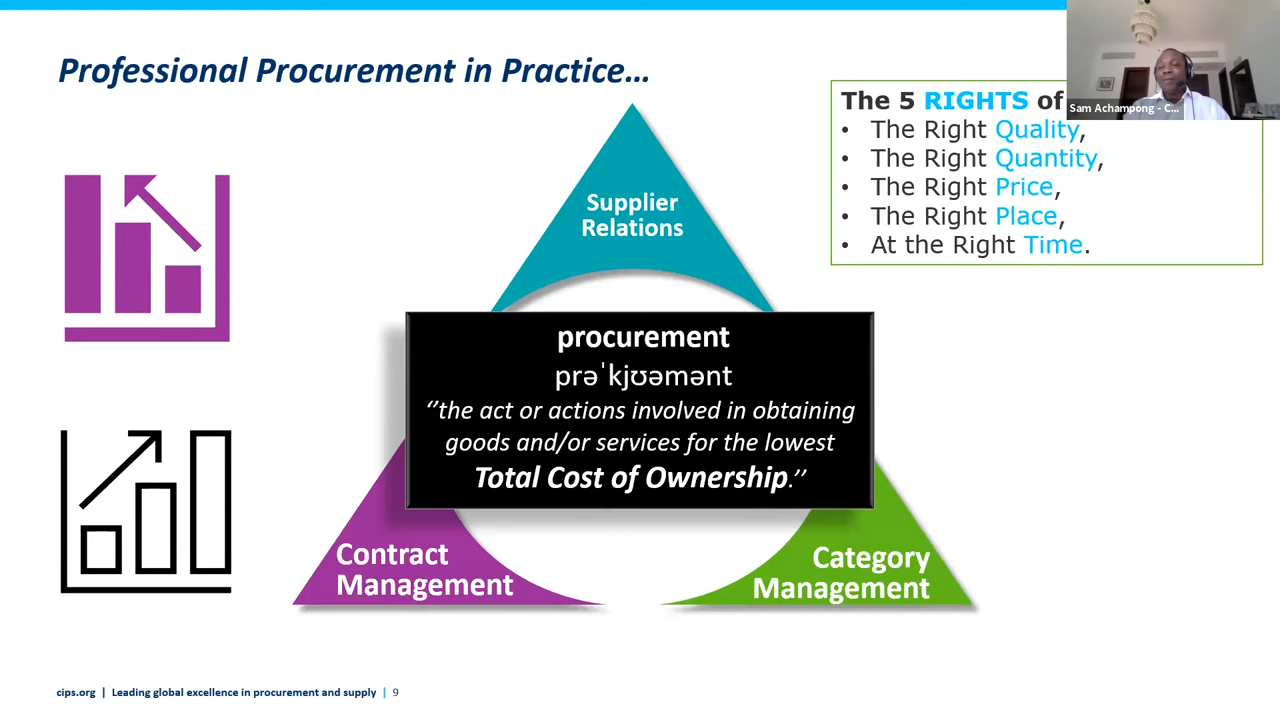 Professional Procurement in Practice…
Sam Achampong - C...
The 5 RIGHTS of
• The Right Quality,
• The Right Quantity,
• The Right Price,
• The Right Place,
• At the Right Time.
Supplier
Relations
procurement
prəˈkjʊəmənt
‘’the act or actions involved in obtaining
goods and/or services for the lowest
Total Cost of Ownership.’’
Contract
Management
Category
Management
cips.org | Leading global excellence in procurement and supply | 9